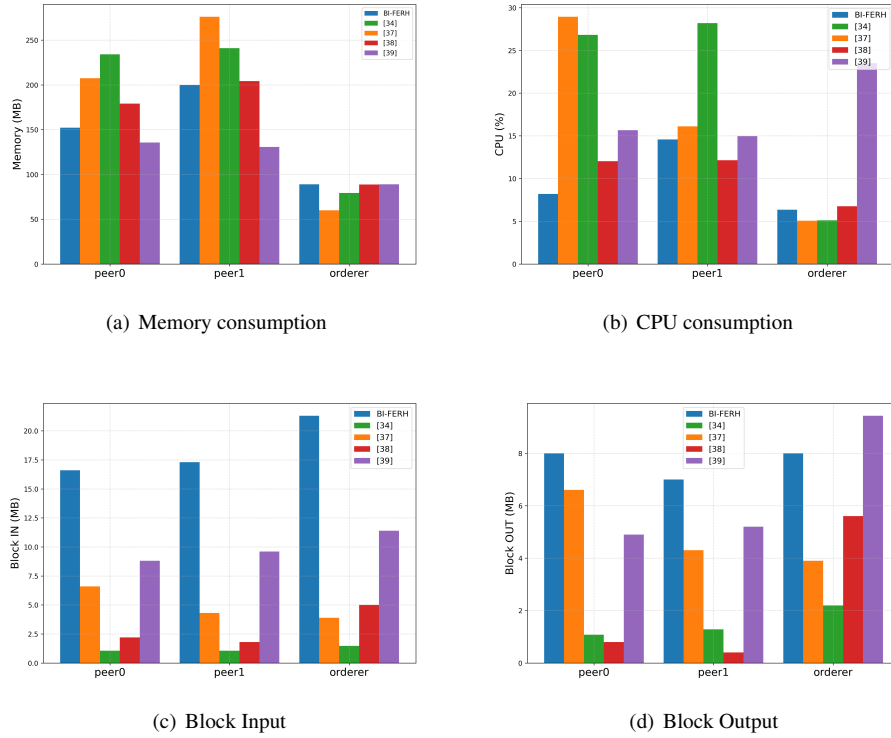 BI-FERH
[34]
[37]
[38]
[39]
250
200
150
100
50
0
Memory (MB)
peer0 peer1 orderer
(a) Memory consumption
BI-FERH
[34]
[37]
[38]
[39]
30
25
20
15
10
5
0
CPU (%)
peer0 peer1 orderer
(b) CPU consumption
BI-FERH
[34]
[37]
[38]
[39]
20.0
17.5
15.0
12.5
10.0
7.5
5.0
2.5
0.0
Block IN (MB)
peer0 peer1 orderer
(c) Block Input
BI-FERH
[34]
[37]
[38]
[39]
8
6
4
2
0
Block OUT (MB)
peer0 peer1 orderer
(d) Block Output